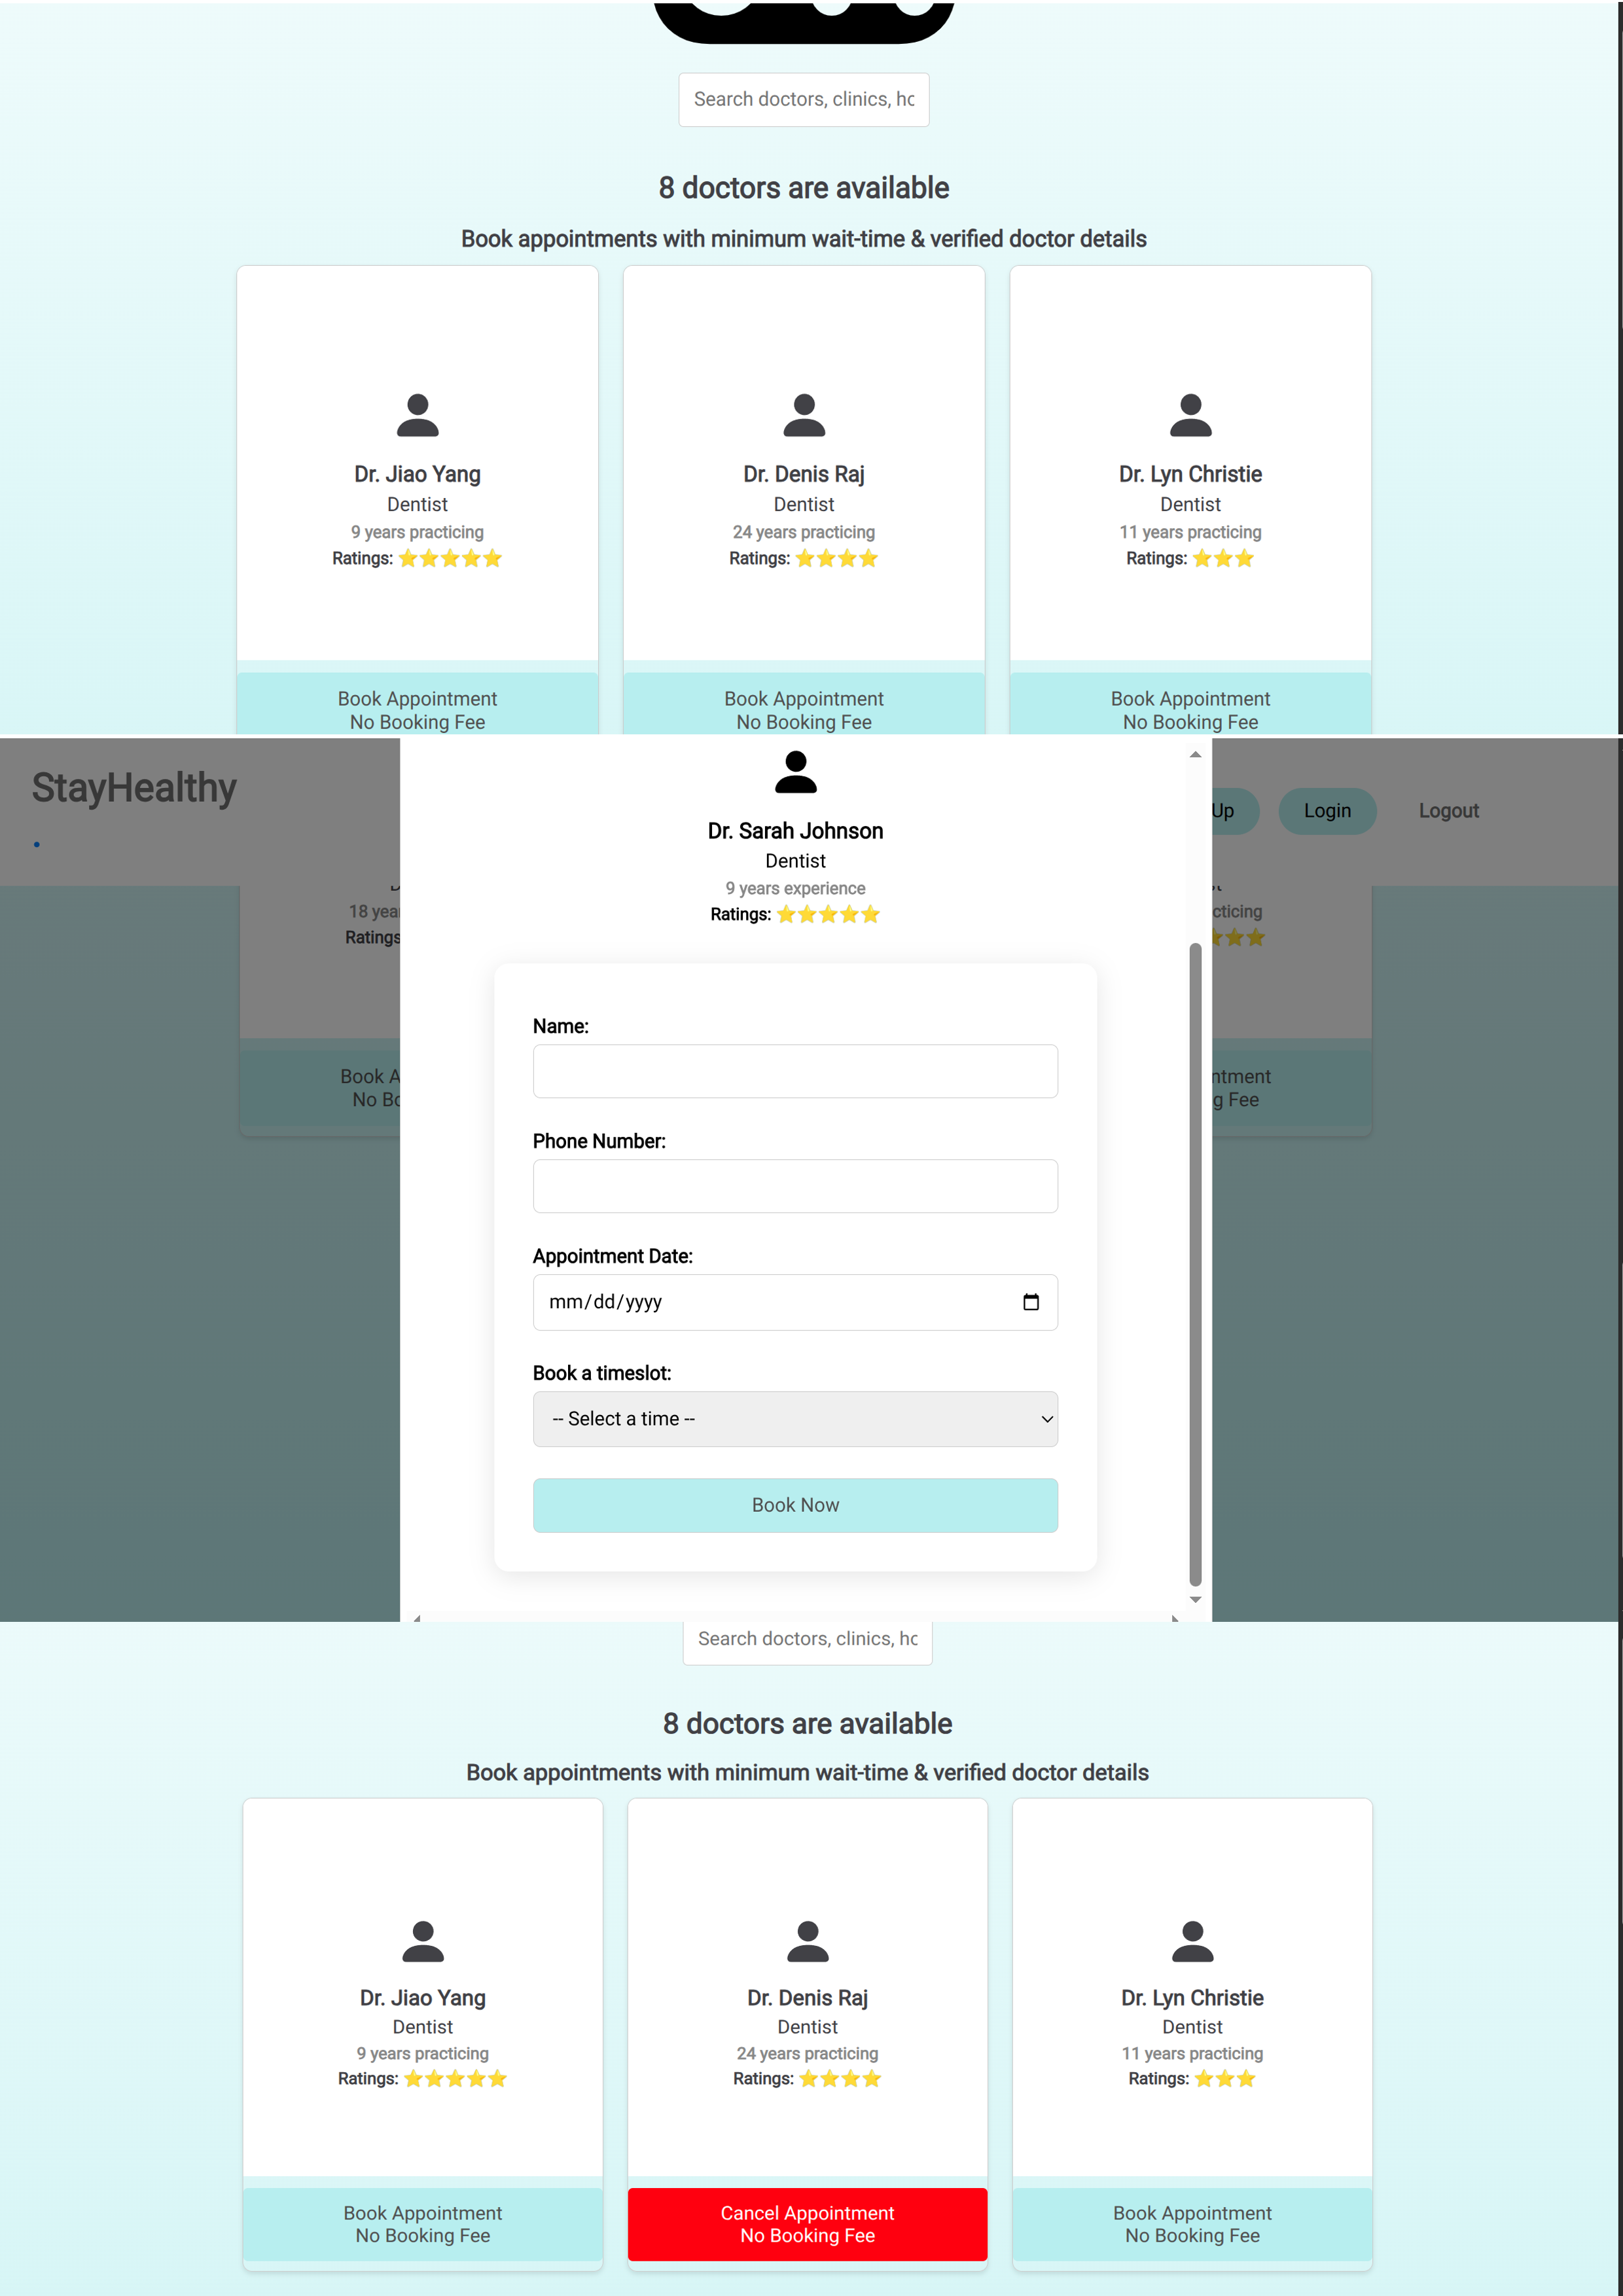 Search doctors, clinics, hc
8 doctors are available
Book appointments with minimum wait-time & verified doctor details
Dr. Jiao Yang
Dentist
9 years practicing
Ratings: ⭐⭐⭐⭐⭐
Book Appointment
No Booking Fee
Dr. Denis Raj
Dentist
24 years practicing
Ratings: ⭐⭐⭐⭐
Book Appointment
No Booking Fee
Dr. Lyn Christie
Dentist
11 years practicing
Ratings: ⭐⭐⭐
Book Appointment
No Booking Fee
StayHealthy
Up
Login
Logout
18 yea
Ratings
Book A
No Bo
Dr. Sarah Johnson
Dentist
9 years experience
Ratings: ⭐⭐⭐⭐⭐
Name:
Phone Number:
Appointment Date:
mm/dd/yyyy
Book a timeslot:
-- Select a time --
Book Now
cticing
⭐⭐⭐
ntment
g Fee
Search doctors, clinics, hc
8 doctors are available
Book appointments with minimum wait-time & verified doctor details
Dr. Jiao Yang
Dentist
9 years practicing
Ratings: ⭐⭐⭐⭐⭐
Book Appointment
No Booking Fee
Dr. Denis Raj
Dentist
24 years practicing
Ratings: ⭐⭐⭐⭐
Cancel Appointment
No Booking Fee
Dr. Lyn Christie
Dentist
11 years practicing
Ratings: ⭐⭐⭐
Book Appointment
No Booking Fee